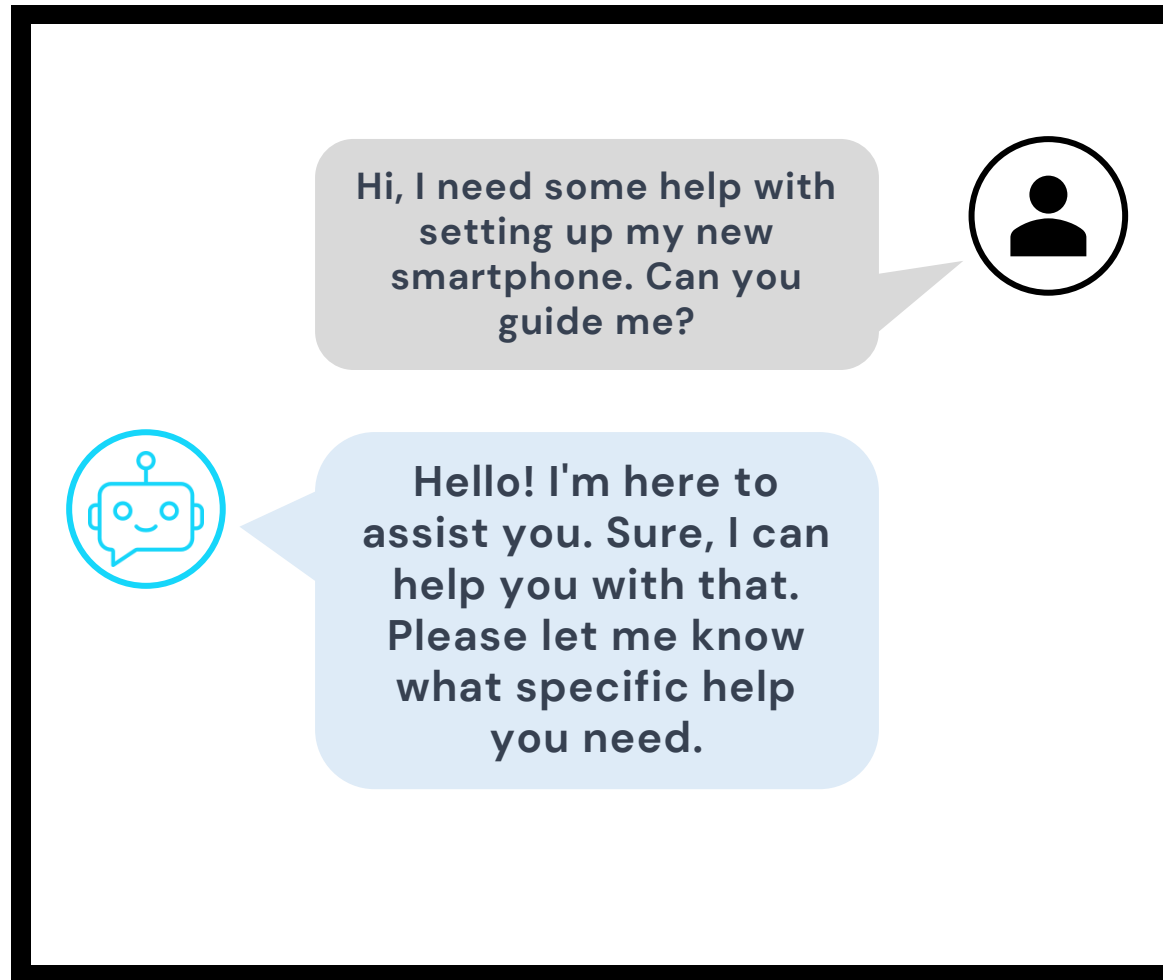 Hi, I need some help with
setting up my new
smartphone. Can you
guide me?
Hello! I'm here to
assist you. Sure, I can
help you with that.
Please let me know
what specific help
you need.